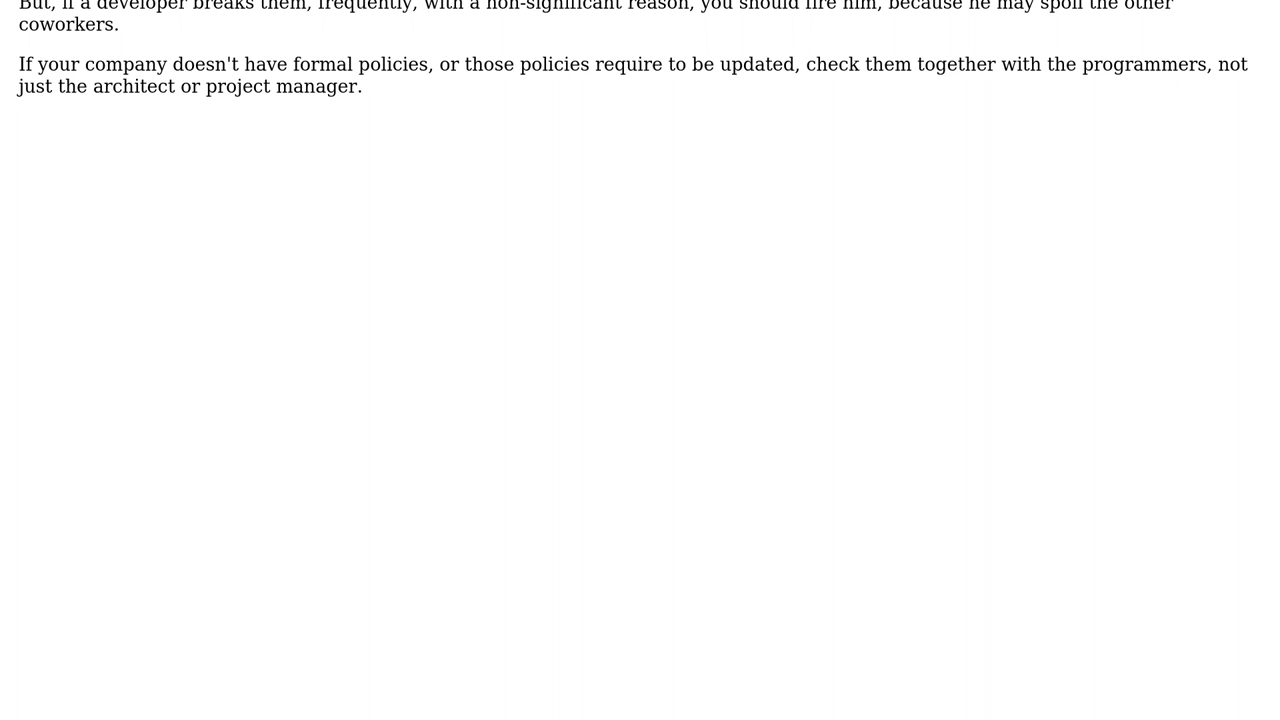 But, if a developer breaks them, frequently, with a non-significant reason, you should fire him, because he may spoil the other
coworkers.
If your company doesn't have formal policies, or those policies require to be updated, check them together with the programmers, not
just the architect or project manager.